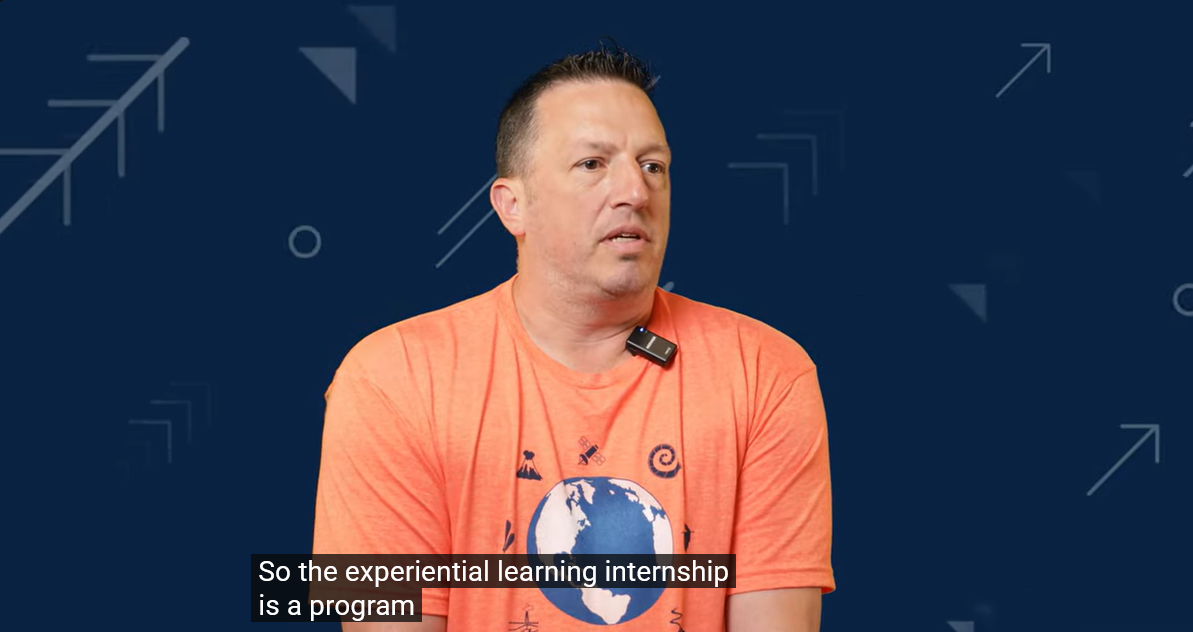 So the experiential learning internship
is a program